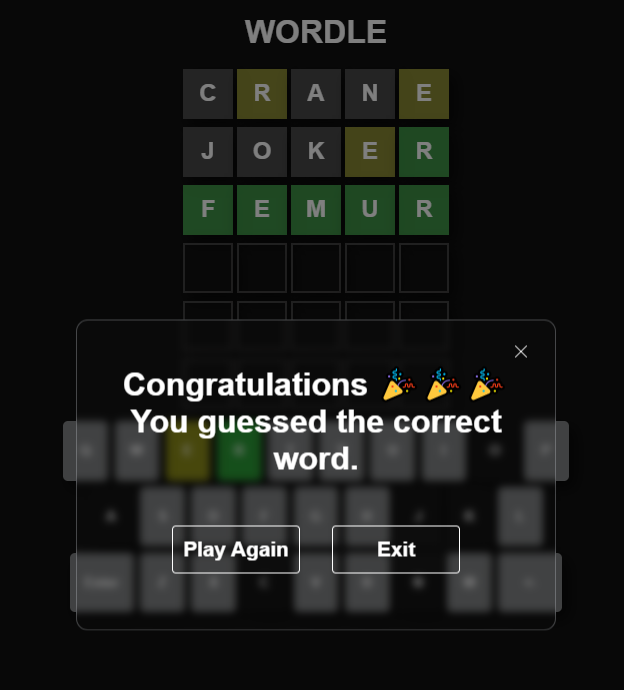 WORDLE
C R A N E
J O K E R
F E M U R
Congratulations 🎉 🎉 🎉
You guessed the correct
word.
Play Again Exit